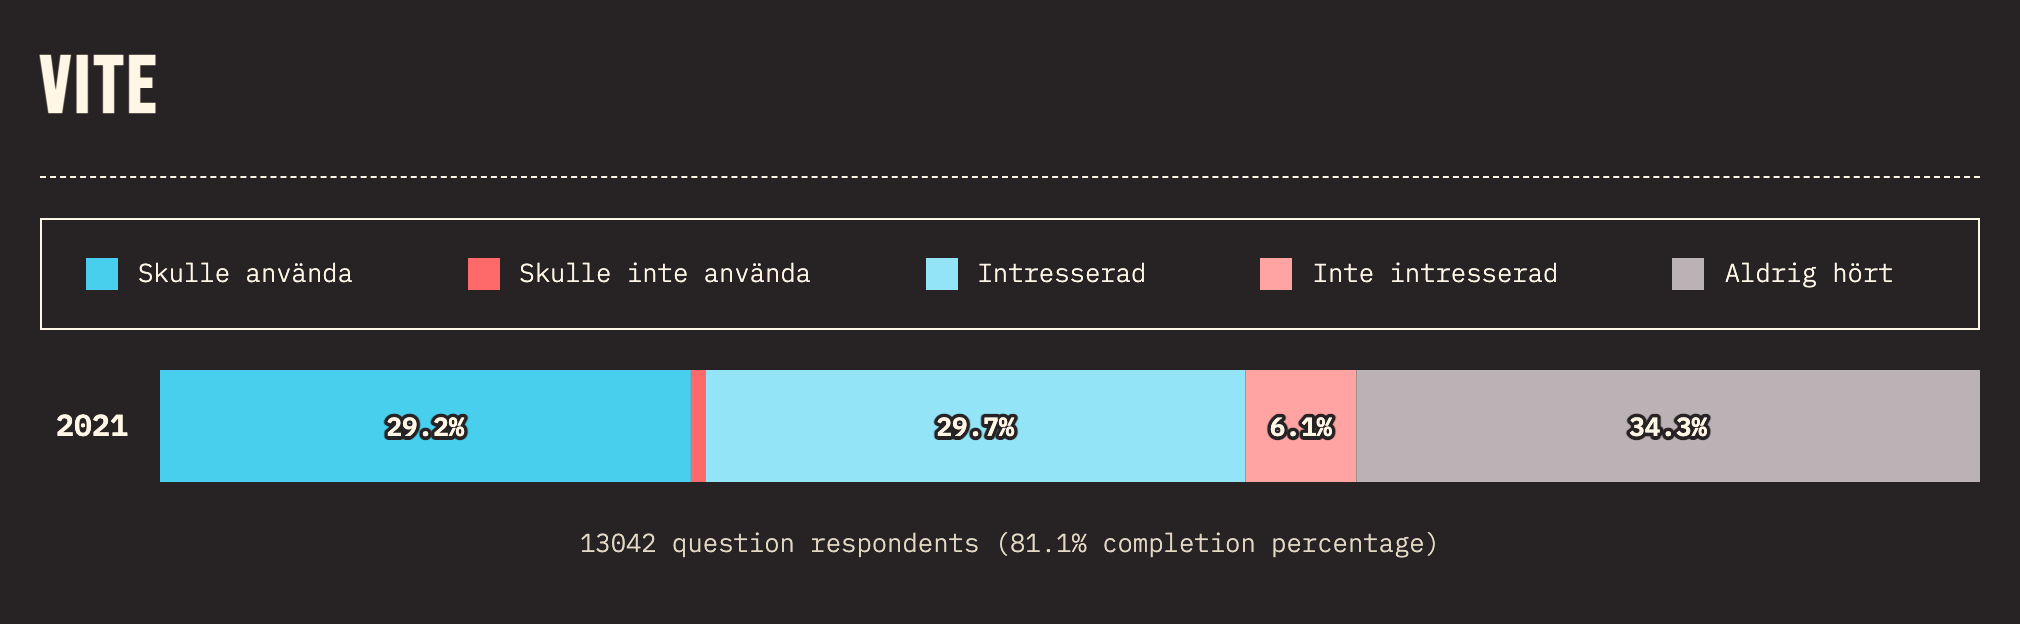 VITE
Skulle använda Skulle inte använda Intresserad Inte intresserad Aldrig hört
2021 29.2% 29.7% 6.1% 34.3%
13042 question respondents (81.1% completion percentage)